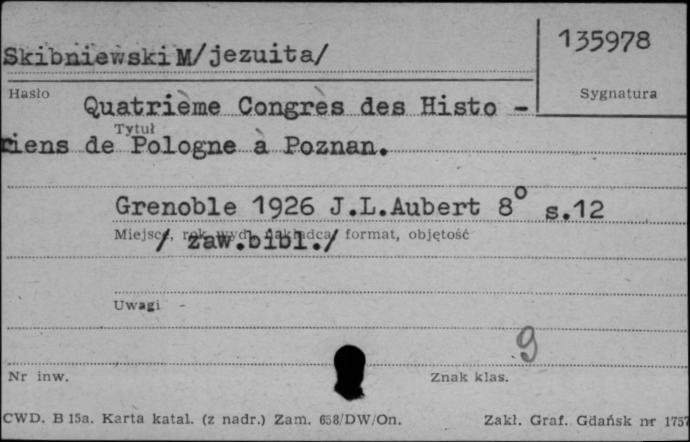 Skibniewski M/jezuita/
135978
Hasło
Sygnatura
Quatrième Congrès des Histo -
riens de Pologne à Poznan.
Tytuł
Grenoble 1926 J.L.Aubert 8° s.12
Miejsce, rok wyd., nakładca, format, objętość
/ zaw.bibl./
Uwagi -
9
Nr inw.
Znak klas.
CWD. B 15a. Karta katal. (z nadr.) Zam. 658/DW/On.
Zakł. Graf. Gdańsk nr 1757